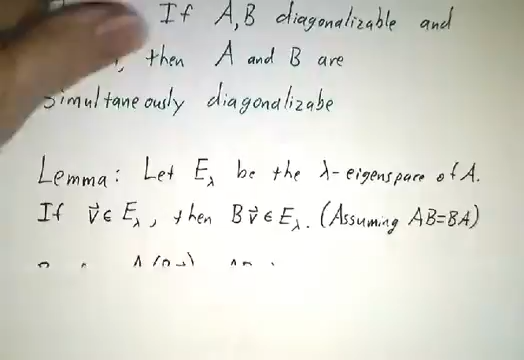 If A,B diagonalizable and
then A and B are
simultaneously diagonalizabe
Lemma: Let E_λ be the λ-eigenspace of A.
If v⃗ ∈ E_λ, then Bv⃗ ∈ E_λ. (Assuming AB=BA)